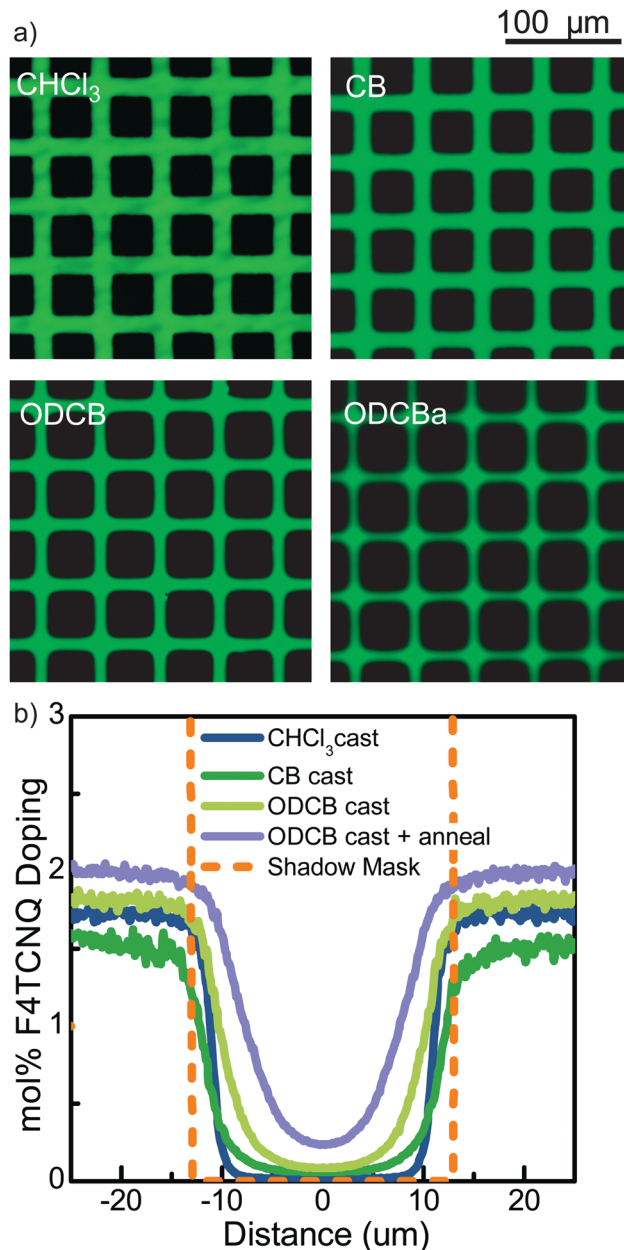 a)
100 µm
CHCl₃
CB
ODCB
ODCBa
b)
3
2
1
0
mol% F4TCNQ Doping
CHCl₃cast
CB cast
ODCB cast
ODCB cast + anneal
Shadow Mask
-20 -10 0 10 20
Distance (um)